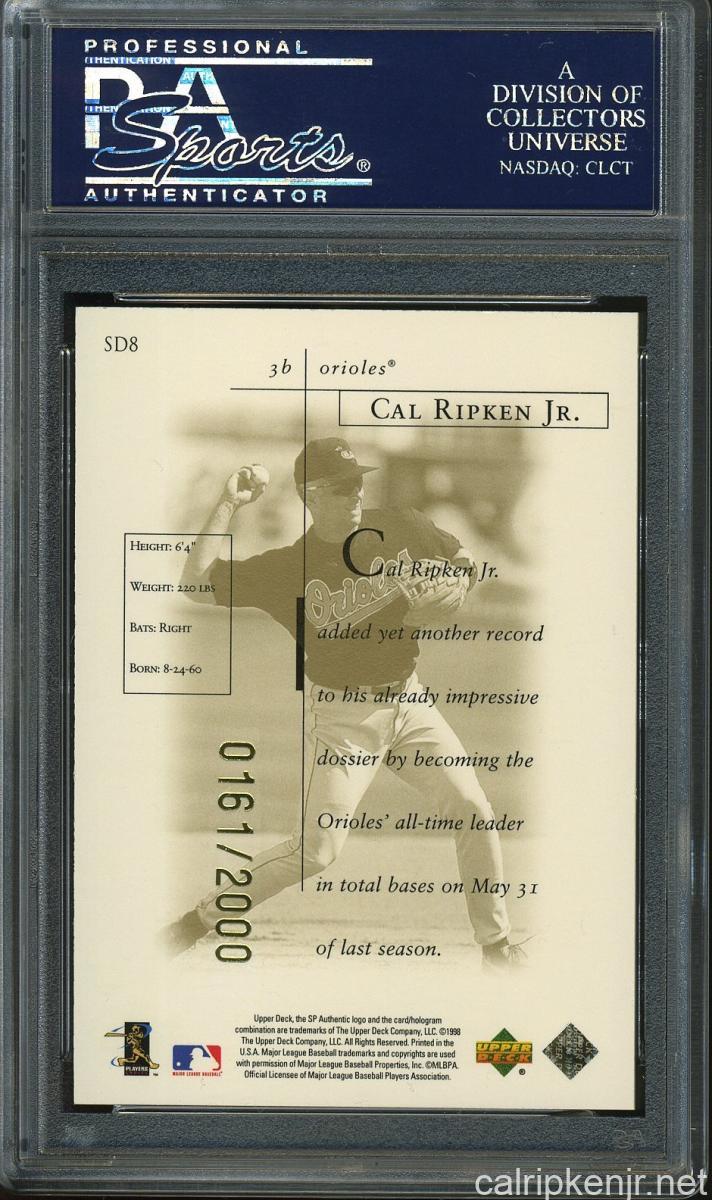 PROFESSIONAL
PSA
Sports®
AUTHENTICATOR
A
DIVISION OF
COLLECTORS
UNIVERSE
NASDAQ: CLCT
SD8
3b orioles®
CAL RIPKEN JR.
HEIGHT: 6'4"
WEIGHT: 220 LBS
BATS: RIGHT
BORN: 8-24-60
Orioles
Cal Ripken Jr.
added yet another record
to his already impressive
dossier by becoming the
Orioles' all-time leader
in total bases on May 31
of last season.
0161/2000
Upper Deck, the SP Authentic logo and the card/hologram
combination are trademarks of The Upper Deck Company, LLC. ©1998
The Upper Deck Company, LLC. All Rights Reserved. Printed in the
U.S.A. Major League Baseball trademarks and copyrights are used
with permission of Major League Baseball Properties, Inc. ©MLBPA.
Official Licensee of Major League Baseball Players Association.
PLAYERS
MAJOR LEAGUE BASEBALL
UPPER
DECK
®
calripkenjr.net